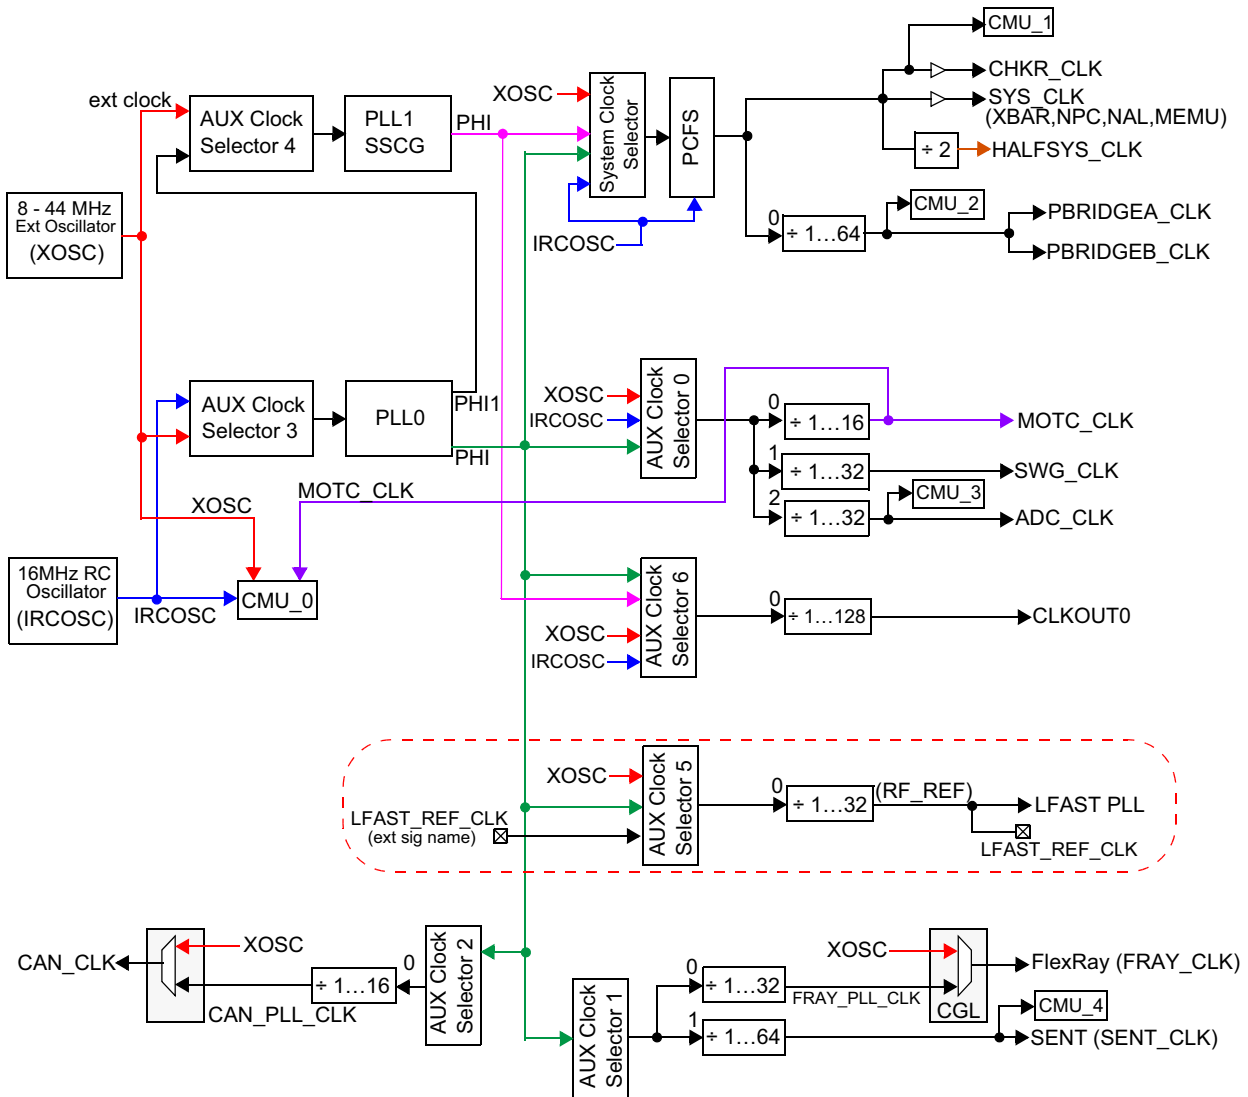 CMU_1
CHKR_CLK
SYS_CLK
(XBAR,NPC,NAL,MEMU)
÷ 2
HALFSYS_CLK
ext clock
AUX Clock
Selector 4
PLL1
SSCG
PHI
XOSC
System Clock
Selector
PCFS
IRCOSC
8 - 44 MHz
Ext Oscillator
(XOSC)
0
÷ 1...64
CMU_2
PBRIDGEA_CLK
PBRIDGEB_CLK
AUX Clock
Selector 3
PLL0
PHI1
PHI
XOSC
IRCOSC
AUX Clock
Selector 0
0
÷ 1...16
MOTC_CLK
1
÷ 1...32
SWG_CLK
2
÷ 1...32
CMU_3
ADC_CLK
XOSC
MOTC_CLK
16MHz RC
Oscillator
(IRCOSC)
IRCOSC
CMU_0
AUX Clock
Selector 6
XOSC
IRCOSC
0
÷ 1...128
CLKOUT0
XOSC
LFAST_REF_CLK
(ext sig name)
AUX Clock
Selector 5
0
÷ 1...32
(RF_REF)
LFAST PLL
LFAST_REF_CLK
CAN_CLK
XOSC
CAN_PLL_CLK
÷ 1...16
0
AUX Clock
Selector 2
AUX Clock
Selector 1
0
÷ 1...32
FRAY_PLL_CLK
XOSC
CGL
FlexRay (FRAY_CLK)
1
÷ 1...64
CMU_4
SENT (SENT_CLK)